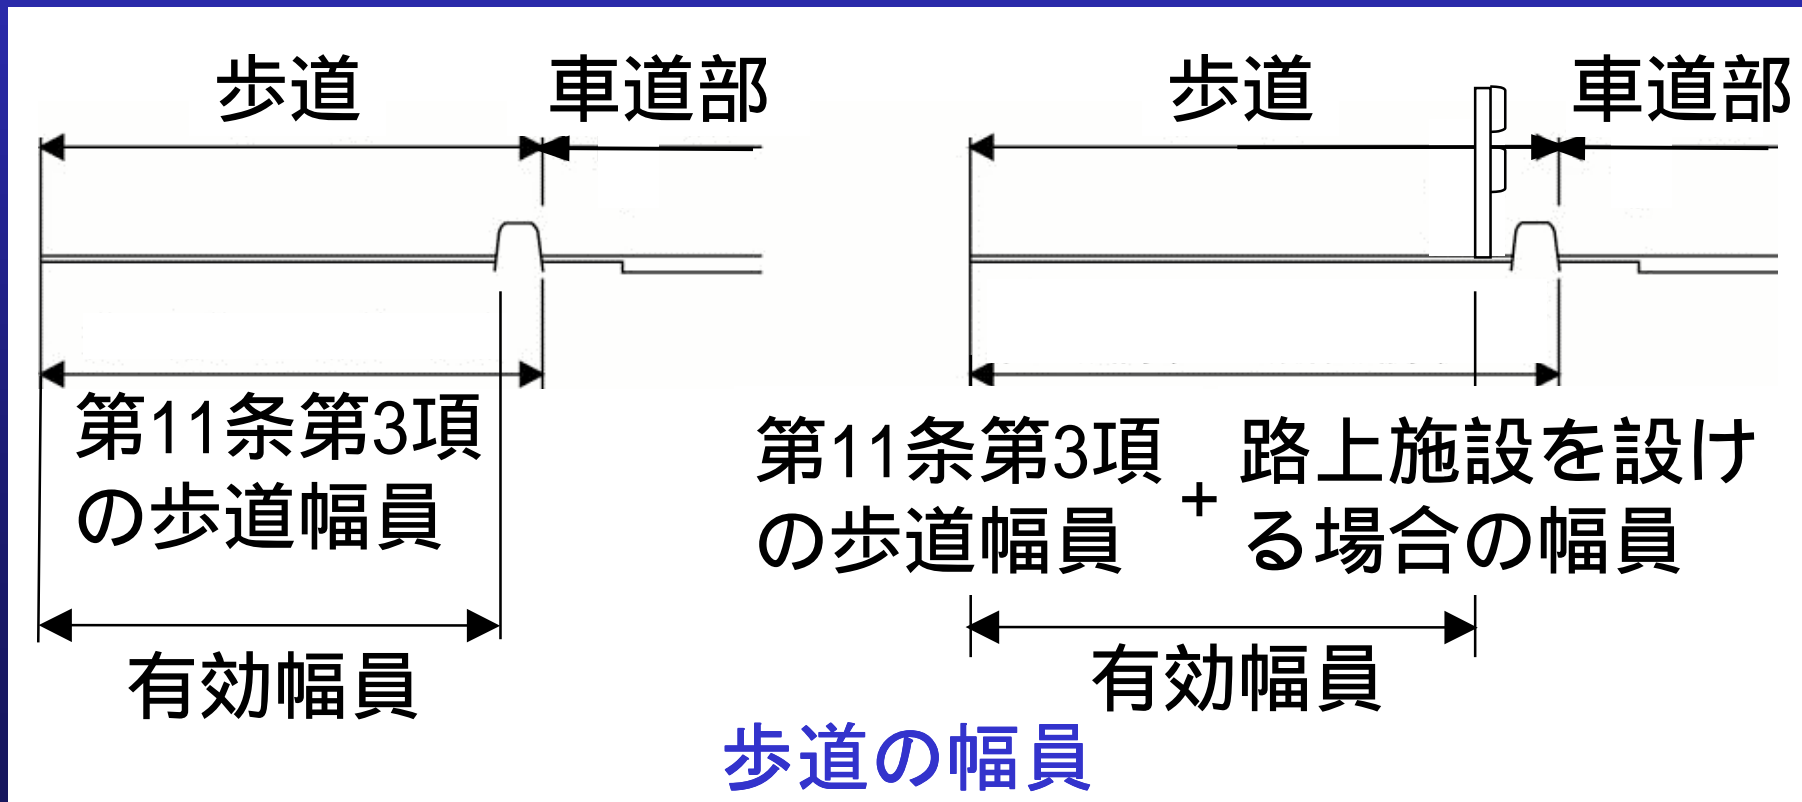 歩道
車道部
第11条第3項
の歩道幅員
有効幅員
歩道
車道部
第11条第3項
の歩道幅員
+
路上施設を設け
る場合の幅員
有効幅員
歩道の幅員